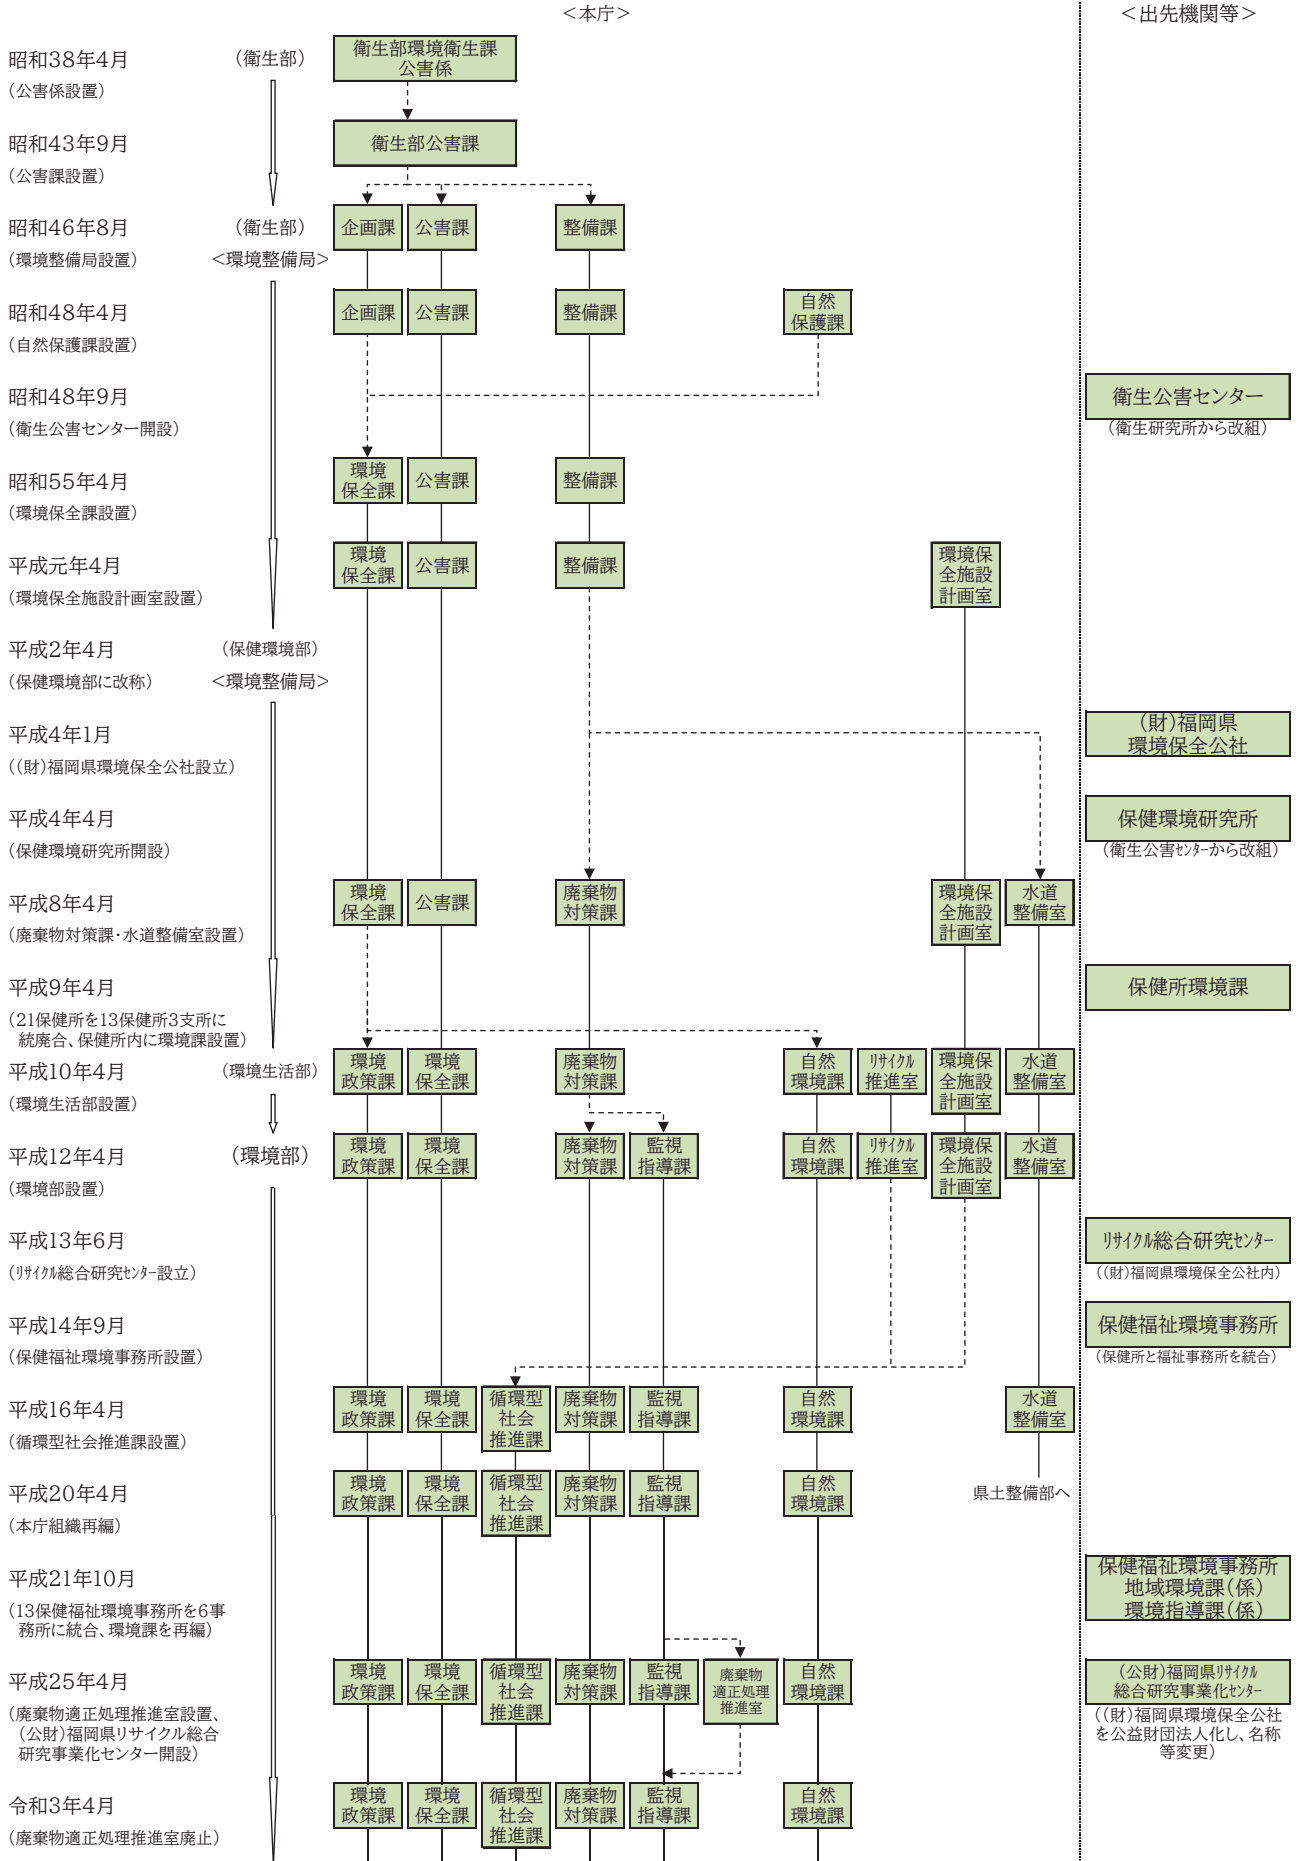 ＜本庁＞
＜出先機関等＞
昭和38年4月
（衛生部）
衛生部環境衛生課
公害係
（公害係設置）
昭和43年9月
衛生部公害課
（公害課設置）
昭和46年8月
（衛生部）
企画課
公害課
整備課
（環境整備局設置）
＜環境整備局＞
昭和48年4月
企画課
公害課
整備課
自然
保護課
（自然保護課設置）
昭和48年9月
衛生公害センター
（衛生公害センター開設）
（衛生研究所から改組）
昭和55年4月
環境
保全課
公害課
整備課
（環境保全課設置）
平成元年4月
環境
保全課
公害課
整備課
環境保
全施設
計画室
（環境保全施設計画室設置）
平成2年4月
（保健環境部）
（保健環境部に改称）
＜環境整備局＞
平成4年1月
（財）福岡県
環境保全公社
（（財）福岡県環境保全公社設立）
平成4年4月
保健環境研究所
（保健環境研究所開設）
（衛生公害ｾﾝﾀｰから改組）
平成8年4月
環境
保全課
公害課
廃棄物
対策課
環境保
全施設
計画室
水道
整備室
（廃棄物対策課・水道整備室設置）
平成9年4月
保健所環境課
（21保健所を13保健所3支所に
統廃合、保健所内に環境課設置）
平成10年4月
（環境生活部）
環境
政策課
環境
保全課
廃棄物
対策課
自然
環境課
ﾘｻｲｸﾙ
推進室
環境保
全施設
計画室
水道
整備室
（環境生活部設置）
平成12年4月
（環境部）
環境
政策課
環境
保全課
廃棄物
対策課
監視
指導課
自然
環境課
ﾘｻｲｸﾙ
推進室
環境保
全施設
計画室
水道
整備室
（環境部設置）
平成13年6月
ﾘｻｲｸﾙ総合研究ｾﾝﾀｰ
（ﾘｻｲｸﾙ総合研究ｾﾝﾀｰ設立）
（（財）福岡県環境保全公社内）
平成14年9月
保健福祉環境事務所
（保健福祉環境事務所設置）
（保健所と福祉事務所を統合）
平成16年4月
環境
政策課
環境
保全課
循環型
社会
推進課
廃棄物
対策課
監視
指導課
自然
環境課
水道
整備室
（循環型社会推進課設置）
平成20年4月
環境
政策課
環境
保全課
循環型
社会
推進課
廃棄物
対策課
監視
指導課
自然
環境課
県土整備部へ
（本庁組織再編）
平成21年10月
保健福祉環境事務所
地域環境課（係）
環境指導課（係）
（13保健福祉環境事務所を6事
務所に統合、環境課を再編）
平成25年4月
環境
政策課
環境
保全課
循環型
社会
推進課
廃棄物
対策課
監視
指導課
廃棄物
適正処理
推進室
自然
環境課
（公財）福岡県ﾘｻｲｸﾙ
総合研究事業化ｾﾝﾀｰ
（廃棄物適正処理推進室設置、
（公財）福岡県リサイクル総合
研究事業化センター開設）
（（財）福岡県環境保全公社
を公益財団法人化し、名称
等変更）
令和3年4月
環境
政策課
環境
保全課
循環型
社会
推進課
廃棄物
対策課
監視
指導課
自然
環境課
（廃棄物適正処理推進室廃止）